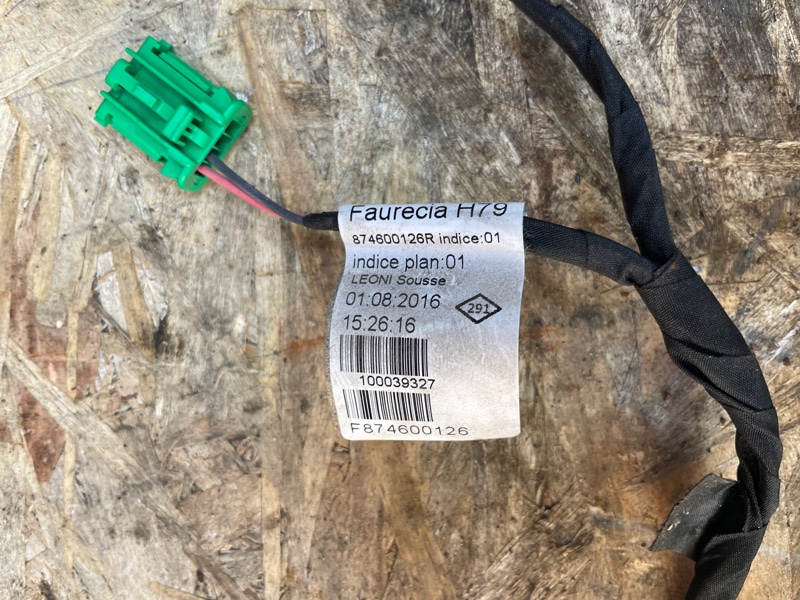 Faurecia H79
874600126R indice:01
indice plan:01
LEONI Sousse
01:08:2016
291
15:26:16
100039327
F874600126